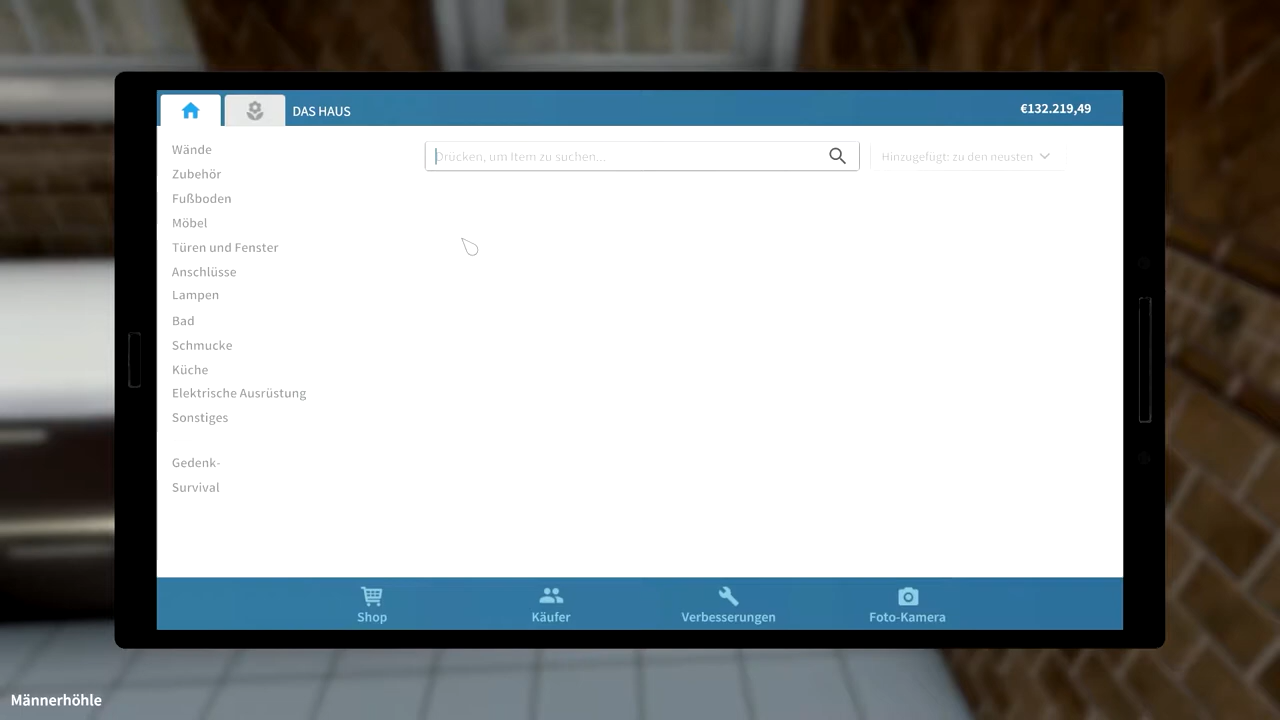 DAS HAUS
€132.219,49
Drücken, um Item zu suchen...
Hinzugefügt: zu den neusten
Wände
Zubehör
Fußboden
Möbel
Türen und Fenster
Anschlüsse
Lampen
Bad
Schmucke
Küche
Elektrische Ausrüstung
Sonstiges
Gedenk-
Survival
Shop
Käufer
Verbesserungen
Foto-Kamera
Männerhöhle